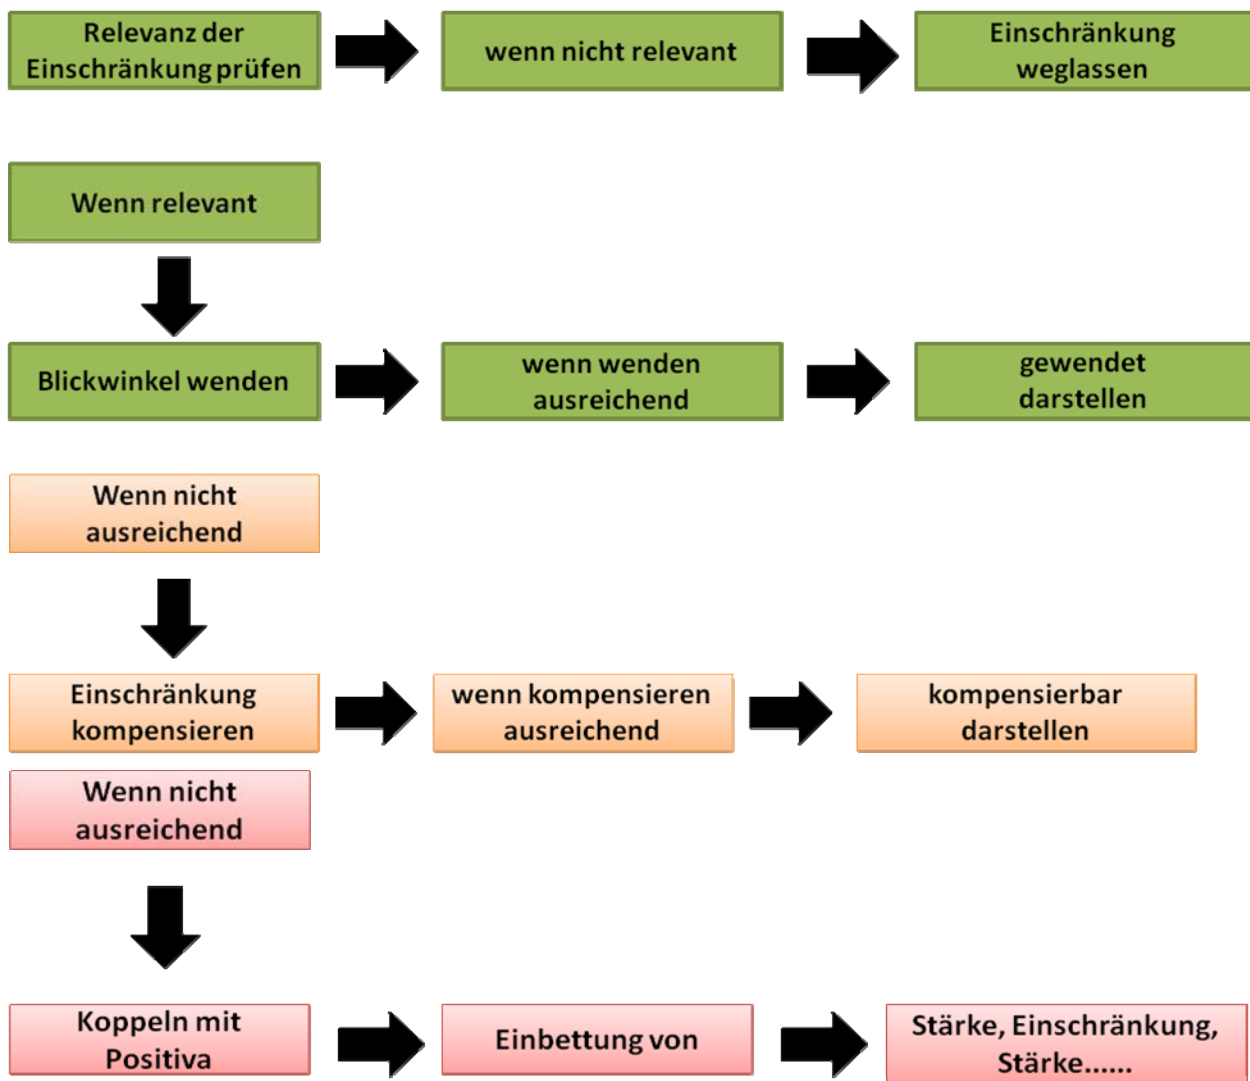 Relevanz der
Einschränkung prüfen
wenn nicht relevant
Einschränkung
weglassen
Wenn relevant
Blickwinkel wenden
wenn wenden
ausreichend
gewendet
darstellen
Wenn nicht
ausreichend
Einschränkung
kompensieren
wenn kompensieren
ausreichend
kompensierbar
darstellen
Wenn nicht
ausreichend
Koppeln mit
Positiva
Einbettung von
Stärke, Einschränkung,
Stärke......